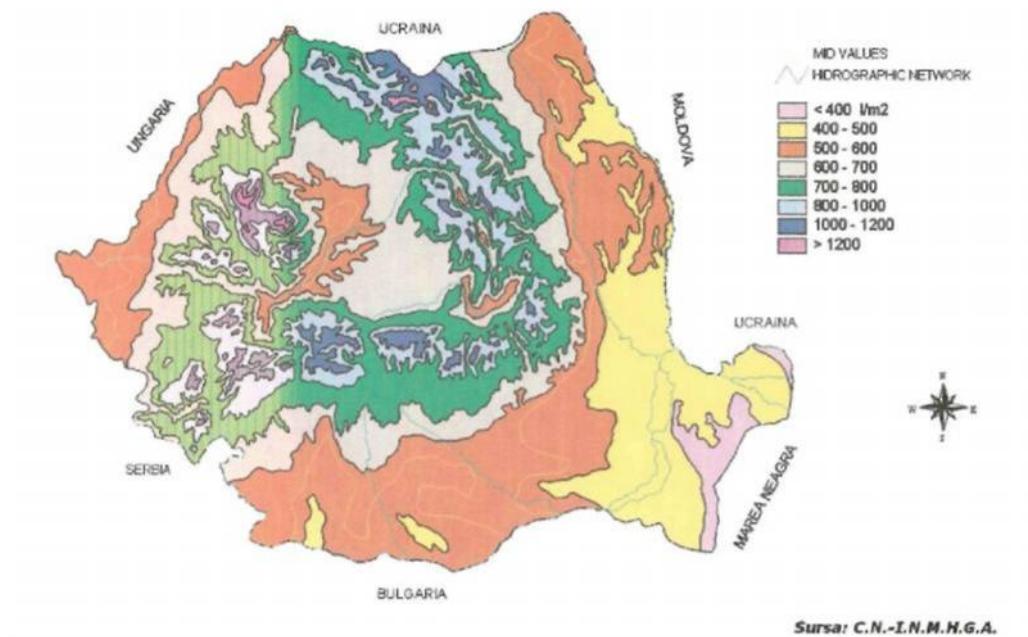 UCRAINA
UNGARIA
MOLDOVA
MID VALUES
HIDROGRAPHIC NETWORK
< 400 l/m2
400 - 500
500 - 600
600 - 700
700 - 800
800 - 1000
1000 - 1200
> 1200
UCRAINA
N
W E
S
SERBIA
MAREA NEAGRA
BULGARIA
Sursa: C.N.-I.N.M.H.G.A.